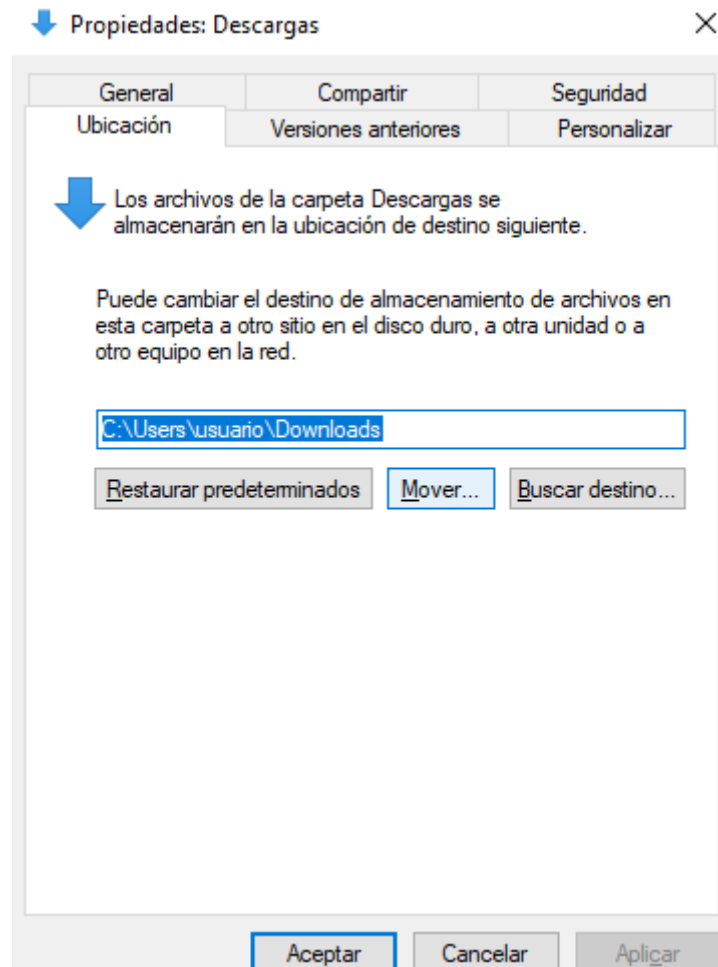 Propiedades: Descargas
General Compartir Seguridad
Ubicación Versiones anteriores Personalizar
Los archivos de la carpeta Descargas se
almacenarán en la ubicación de destino siguiente.
Puede cambiar el destino de almacenamiento de archivos en
esta carpeta a otro sitio en el disco duro, a otra unidad o a
otro equipo en la red.
C:\Users\usuario\Downloads
Restaurar predeterminados Mover... Buscar destino...
Aceptar Cancelar Aplicar